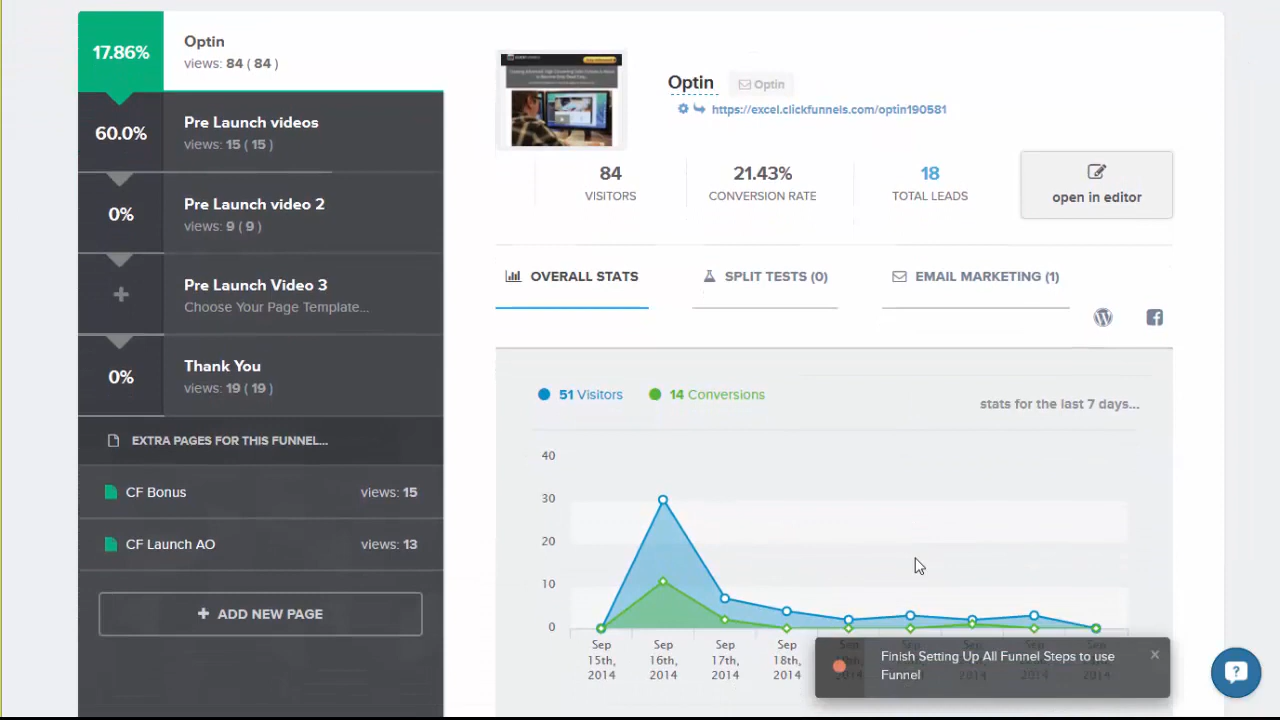 17.86%
Optin
views: 84 ( 84 )
60.0%
Pre Launch videos
views: 15 ( 15 )
0%
Pre Launch video 2
views: 9 ( 9 )
Pre Launch Video 3
Choose Your Page Template...
0%
Thank You
views: 19 ( 19 )
EXTRA PAGES FOR THIS FUNNEL...
CF Bonus
views: 15
CF Launch AO
views: 13
+ ADD NEW PAGE
Optin
Optin
https://excel.clickfunnels.com/optin190581
84
VISITORS
21.43%
CONVERSION RATE
18
TOTAL LEADS
open in editor
OVERALL STATS
SPLIT TESTS (0)
EMAIL MARKETING (1)
51 Visitors
14 Conversions
stats for the last 7 days...
40
30
20
10
0
Sep 15th, 2014
Sep 16th, 2014
Sep 17th, 2014
Sep 18th, 2014
Finish Setting Up All Funnel Steps to use
Funnel